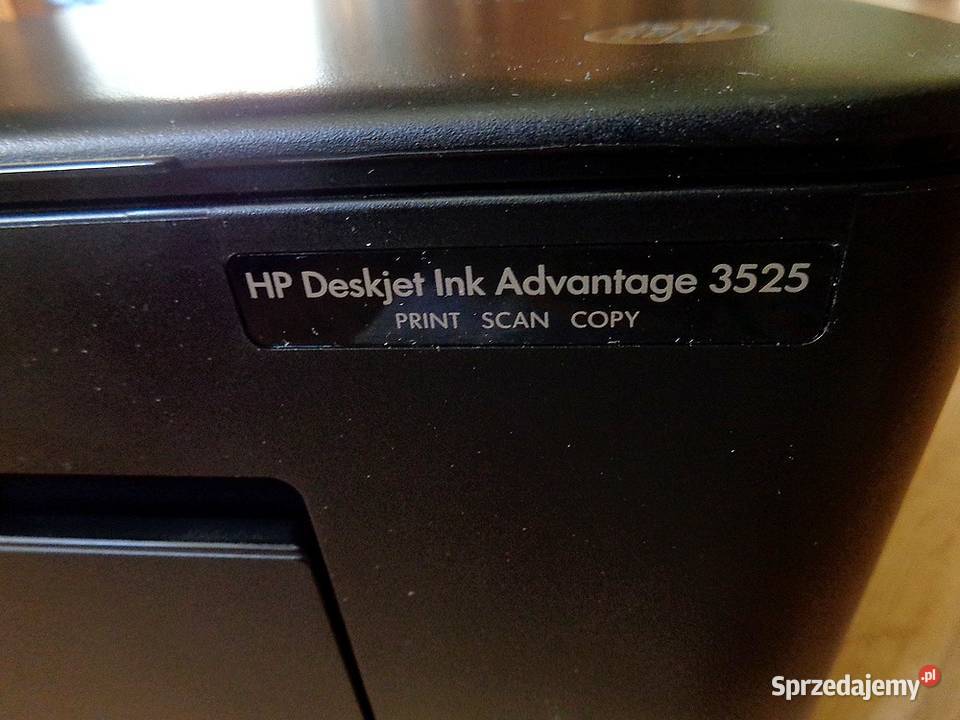 HP Deskjet Ink Advantage 3525
PRINT SCAN COPY
Sprzedajemy.pl